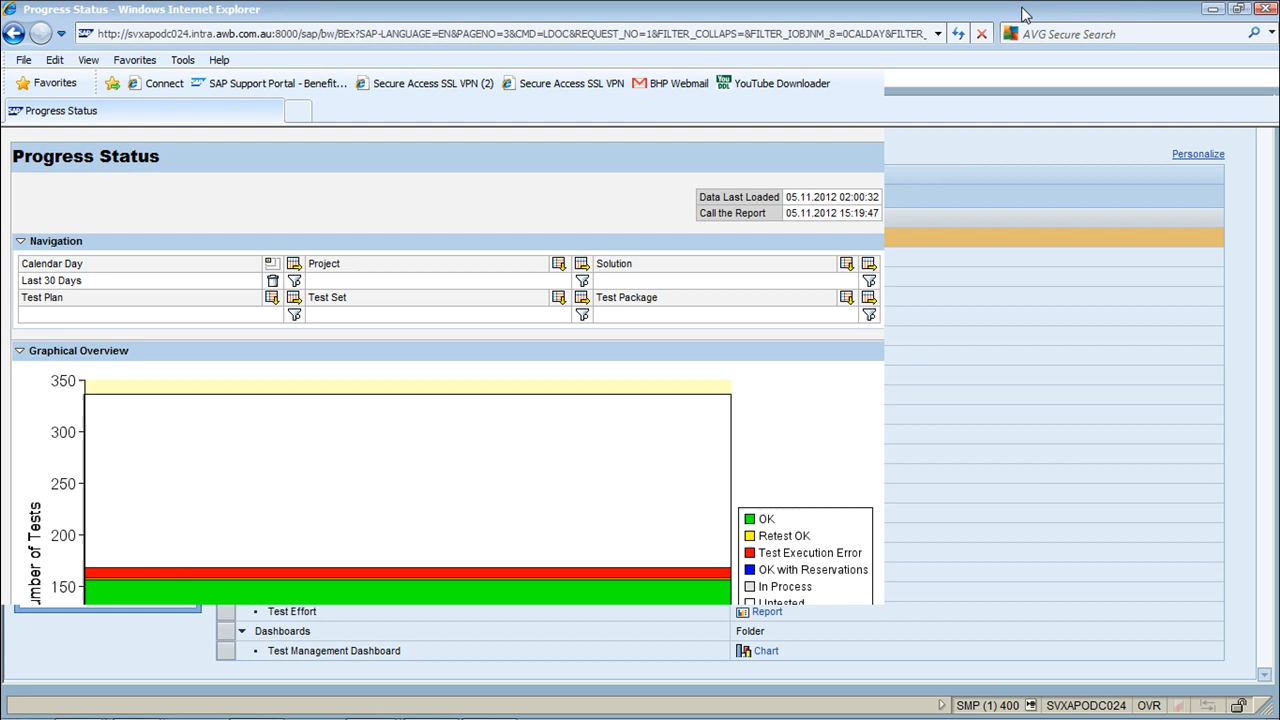 Progress Status - Windows Internet Explorer
http://svxapodc024.intra.awb.com.au:8000/sap/bw/BEx?SAP-LANGUAGE=EN&PAGENO=3&CMD=LDOC&REQUEST_NO=1&FILTER_COLLAPS=&FILTER_IOBJNM_8=0CALDAY&FILTER_ AVG Secure Search
File Edit View Favorites Tools Help
Favorites Connect SAP Support Portal - Benefit... Secure Access SSL VPN (2) Secure Access SSL VPN BHP Webmail YouTube Downloader
Progress Status
Progress Status
Personalize
Data Last Loaded 05.11.2012 02:00:32
Call the Report 05.11.2012 15:19:47
Navigation
Calendar Day Project Solution
Last 30 Days
Test Plan Test Set Test Package
Graphical Overview
350
300
250
200
150
umber of Tests
OK
Retest OK
Test Execution Error
OK with Reservations
In Process
Untested
Test Effort Report
Dashboards Folder
Test Management Dashboard Chart
SMP (1) 400 SVXAPODC024 OVR